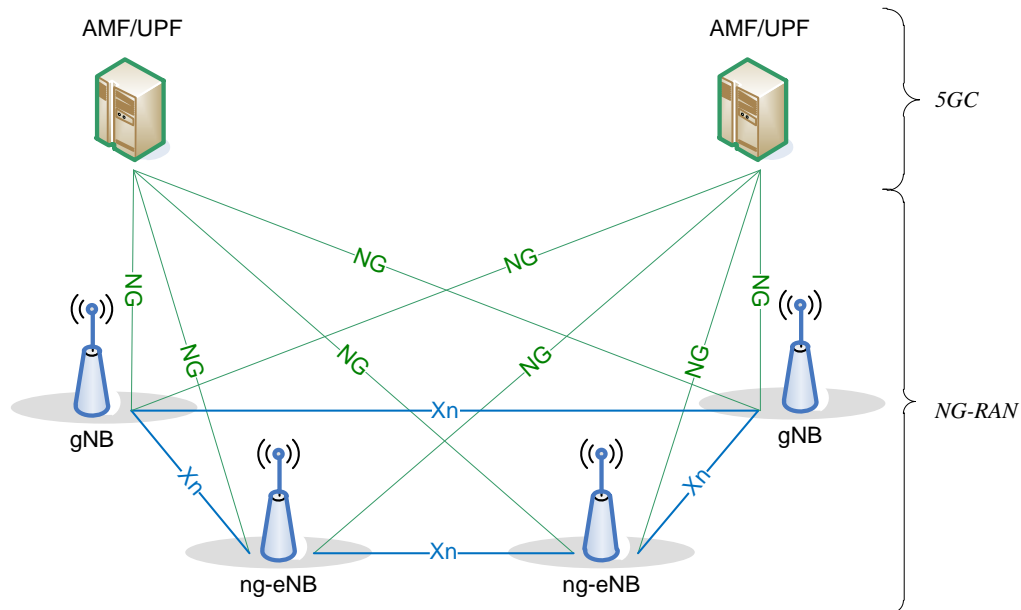 AMF/UPF
AMF/UPF
5GC
NG
NG
NG
NG
NG
NG
NG
NG
Xn
NG-RAN
gNB
gNB
Xn
Xn
Xn
ng-eNB
ng-eNB